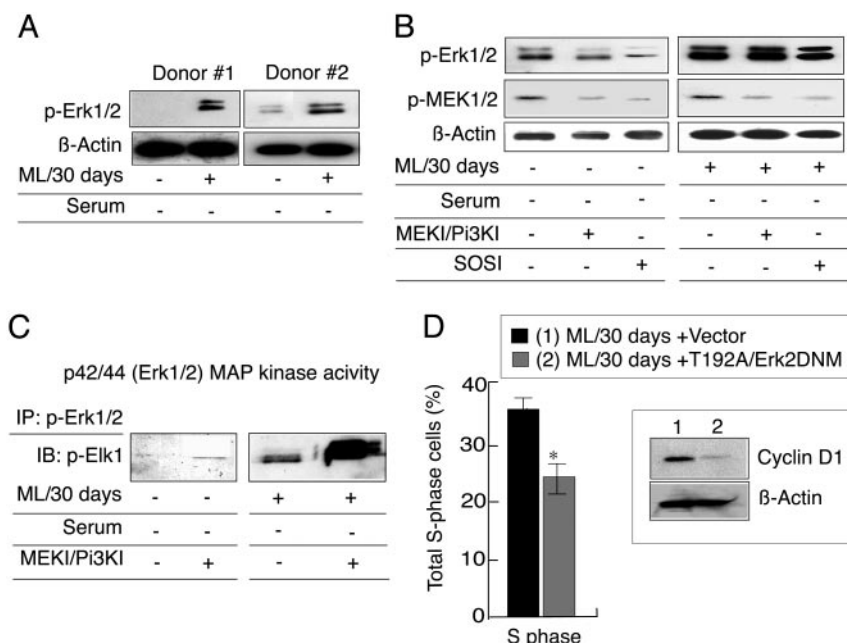 A
Donor #1 Donor #2
p-Erk1/2
ß-Actin
ML/30 days - + - +
Serum - - - -
B
p-Erk1/2
p-MEK1/2
ß-Actin
ML/30 days - - - + + +
Serum - - - - - -
MEKI/Pi3KI - + - - + -
SOSI - - + - - +
C
p42/44 (Erk1/2) MAP kinase acivity
IP: p-Erk1/2
IB: p-Elk1
ML/30 days - - + +
Serum - - - -
MEKI/Pi3KI - + - +
D
(1) ML/30 days +Vector
(2) ML/30 days +T192A/Erk2DNM
Total S-phase cells (%)
40
30
20
10
0
*
S phase
1 2
Cyclin D1
ß-Actin